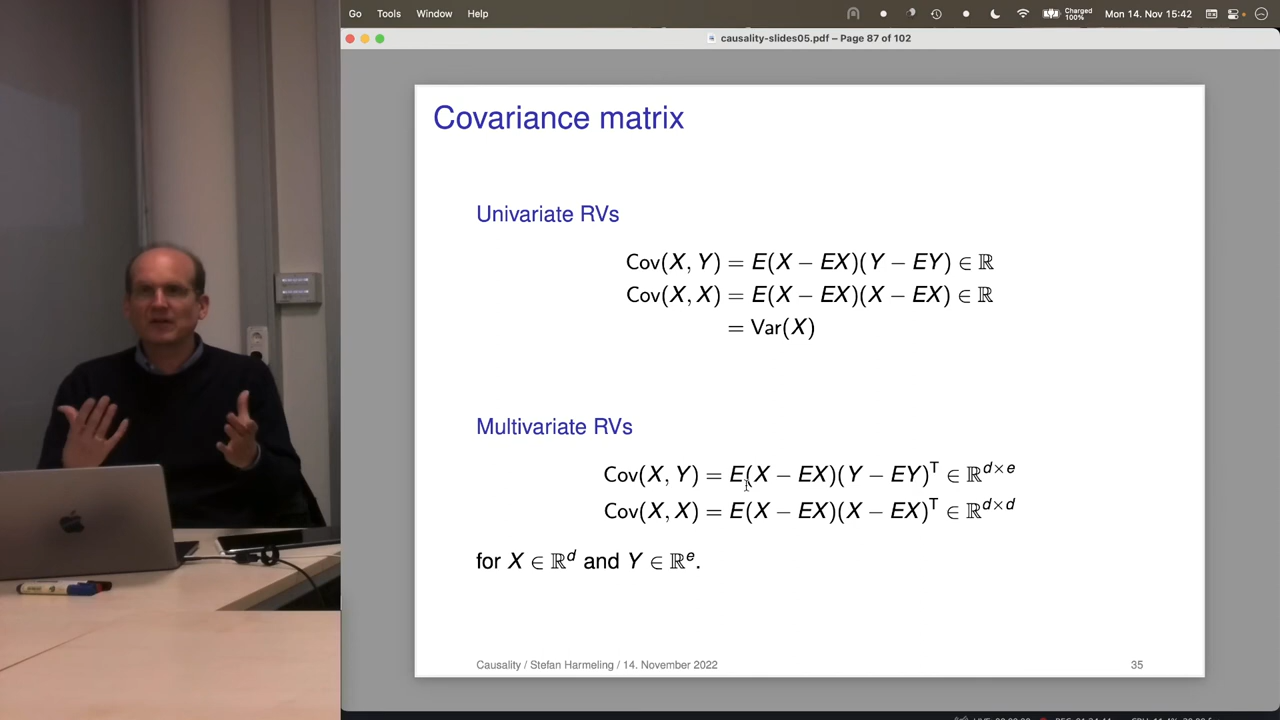 Go Tools Window Help Charged 100% Mon 14. Nov 15:42
causality-slides05.pdf – Page 87 of 102
Covariance matrix
Univariate RVs
Cov(X, Y) = E(X − EX)(Y − EY) ∈ ℝ
Cov(X, X) = E(X − EX)(X − EX) ∈ ℝ
= Var(X)
Multivariate RVs
Cov(X, Y) = E(X − EX)(Y − EY)ᵀ ∈ ℝᵈˣᵉ
Cov(X, X) = E(X − EX)(X − EX)ᵀ ∈ ℝᵈˣᵈ
for X ∈ ℝᵈ and Y ∈ ℝᵉ.
Causality / Stefan Harmeling / 14. November 2022 35